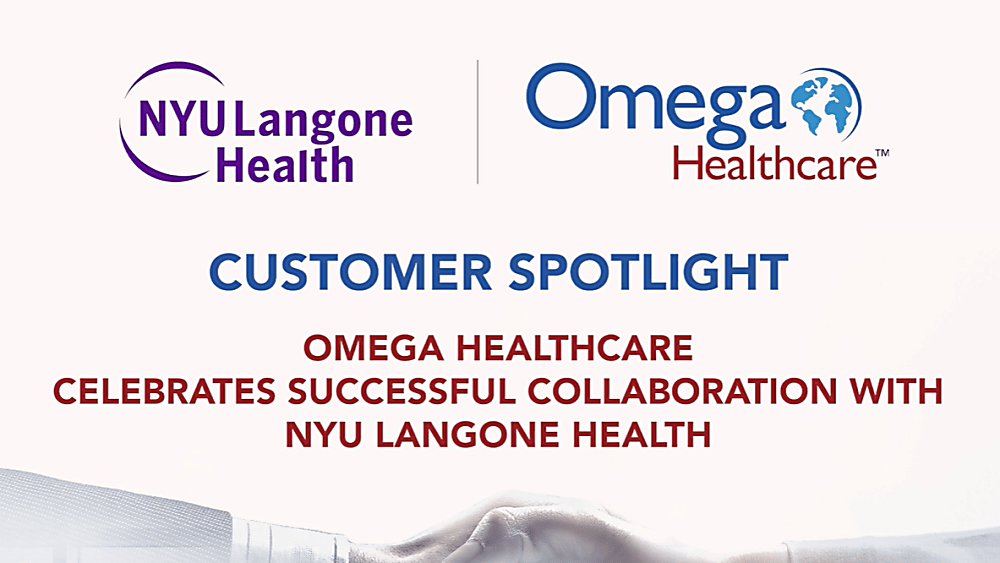 NYU Langone
Health
Omega
Healthcare™
CUSTOMER SPOTLIGHT
OMEGA HEALTHCARE
CELEBRATES SUCCESSFUL COLLABORATION WITH
NYU LANGONE HEALTH